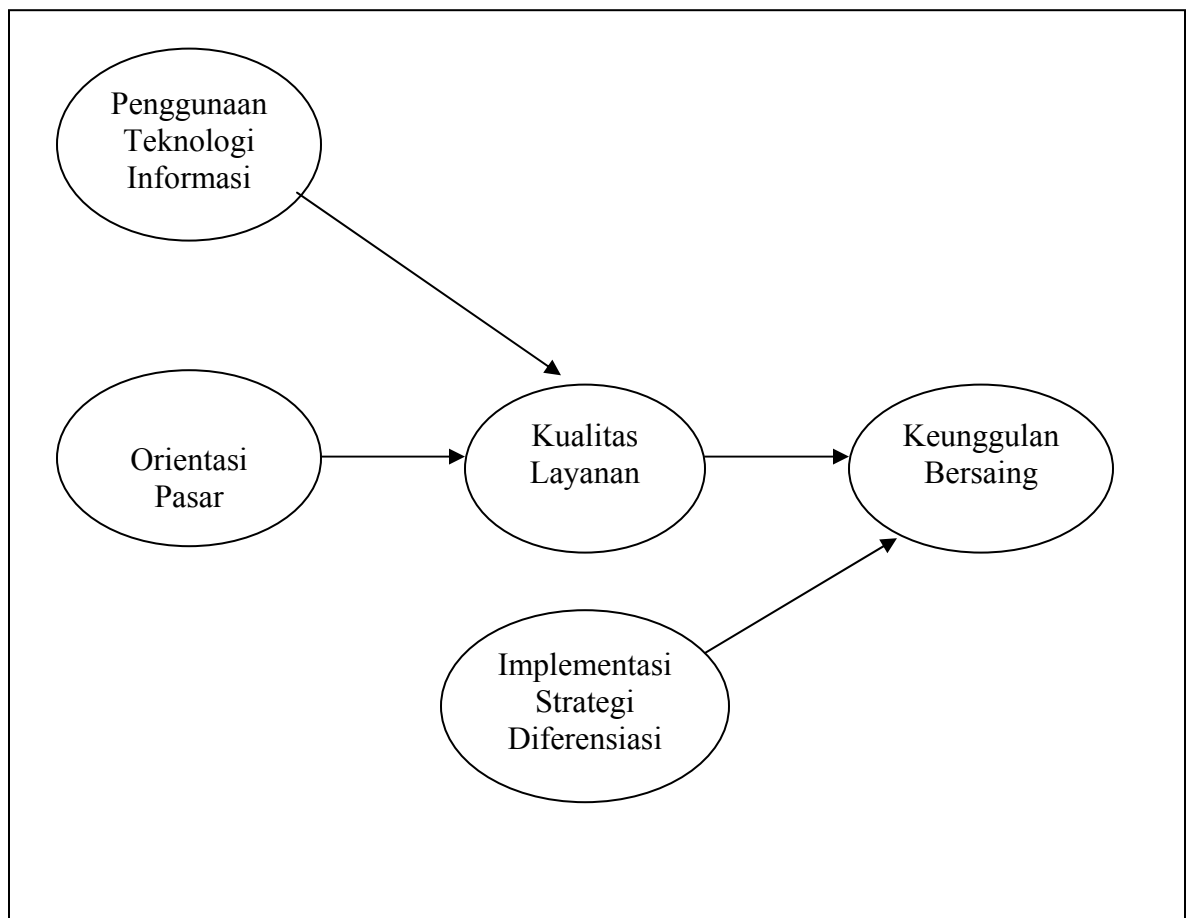 Penggunaan
Teknologi
Informasi
Orientasi
Pasar
Kualitas
Layanan
Keunggulan
Bersaing
Implementasi
Strategi
Diferensiasi